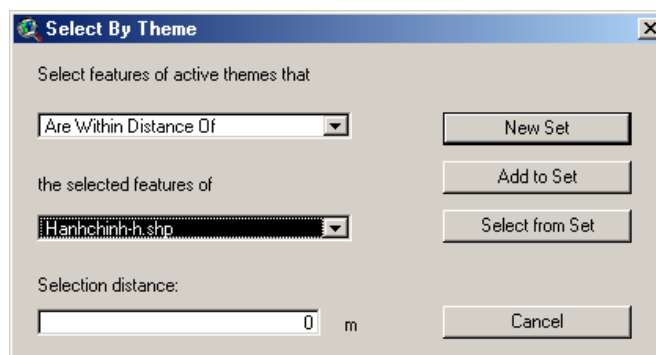 Select By Theme
Select features of active themes that
Are Within Distance Of
New Set
the selected features of
Add to Set
Hanhchinh-h.shp
Select from Set
Selection distance:
0 m
Cancel